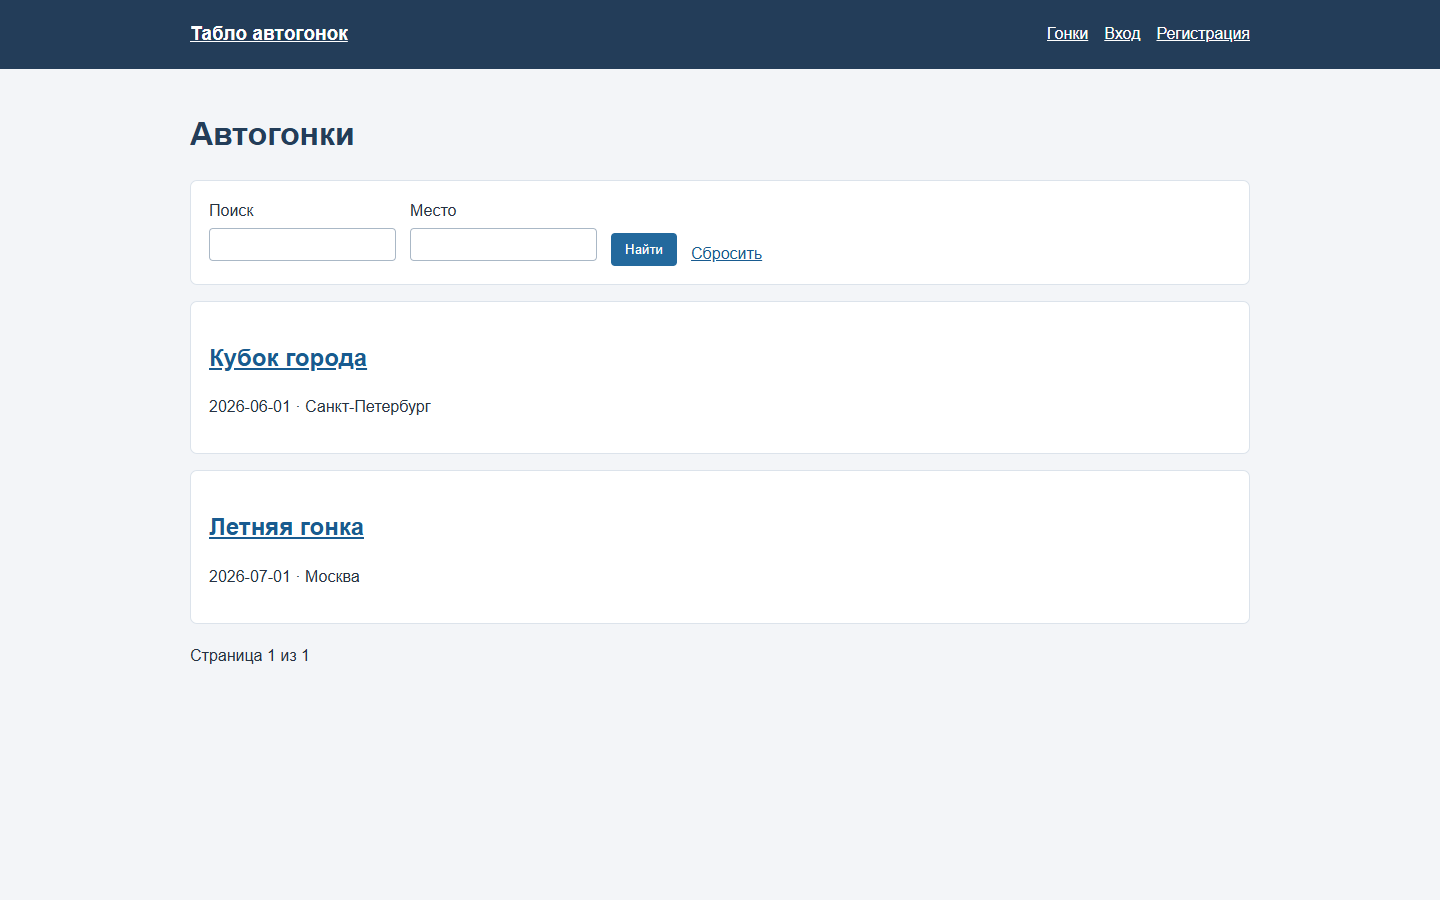 Табло автогонок
Гонки Вход Регистрация
Автогонки
Поиск Место
Найти Сбросить
Кубок города
2026-06-01 · Санкт-Петербург
Летняя гонка
2026-07-01 · Москва
Страница 1 из 1